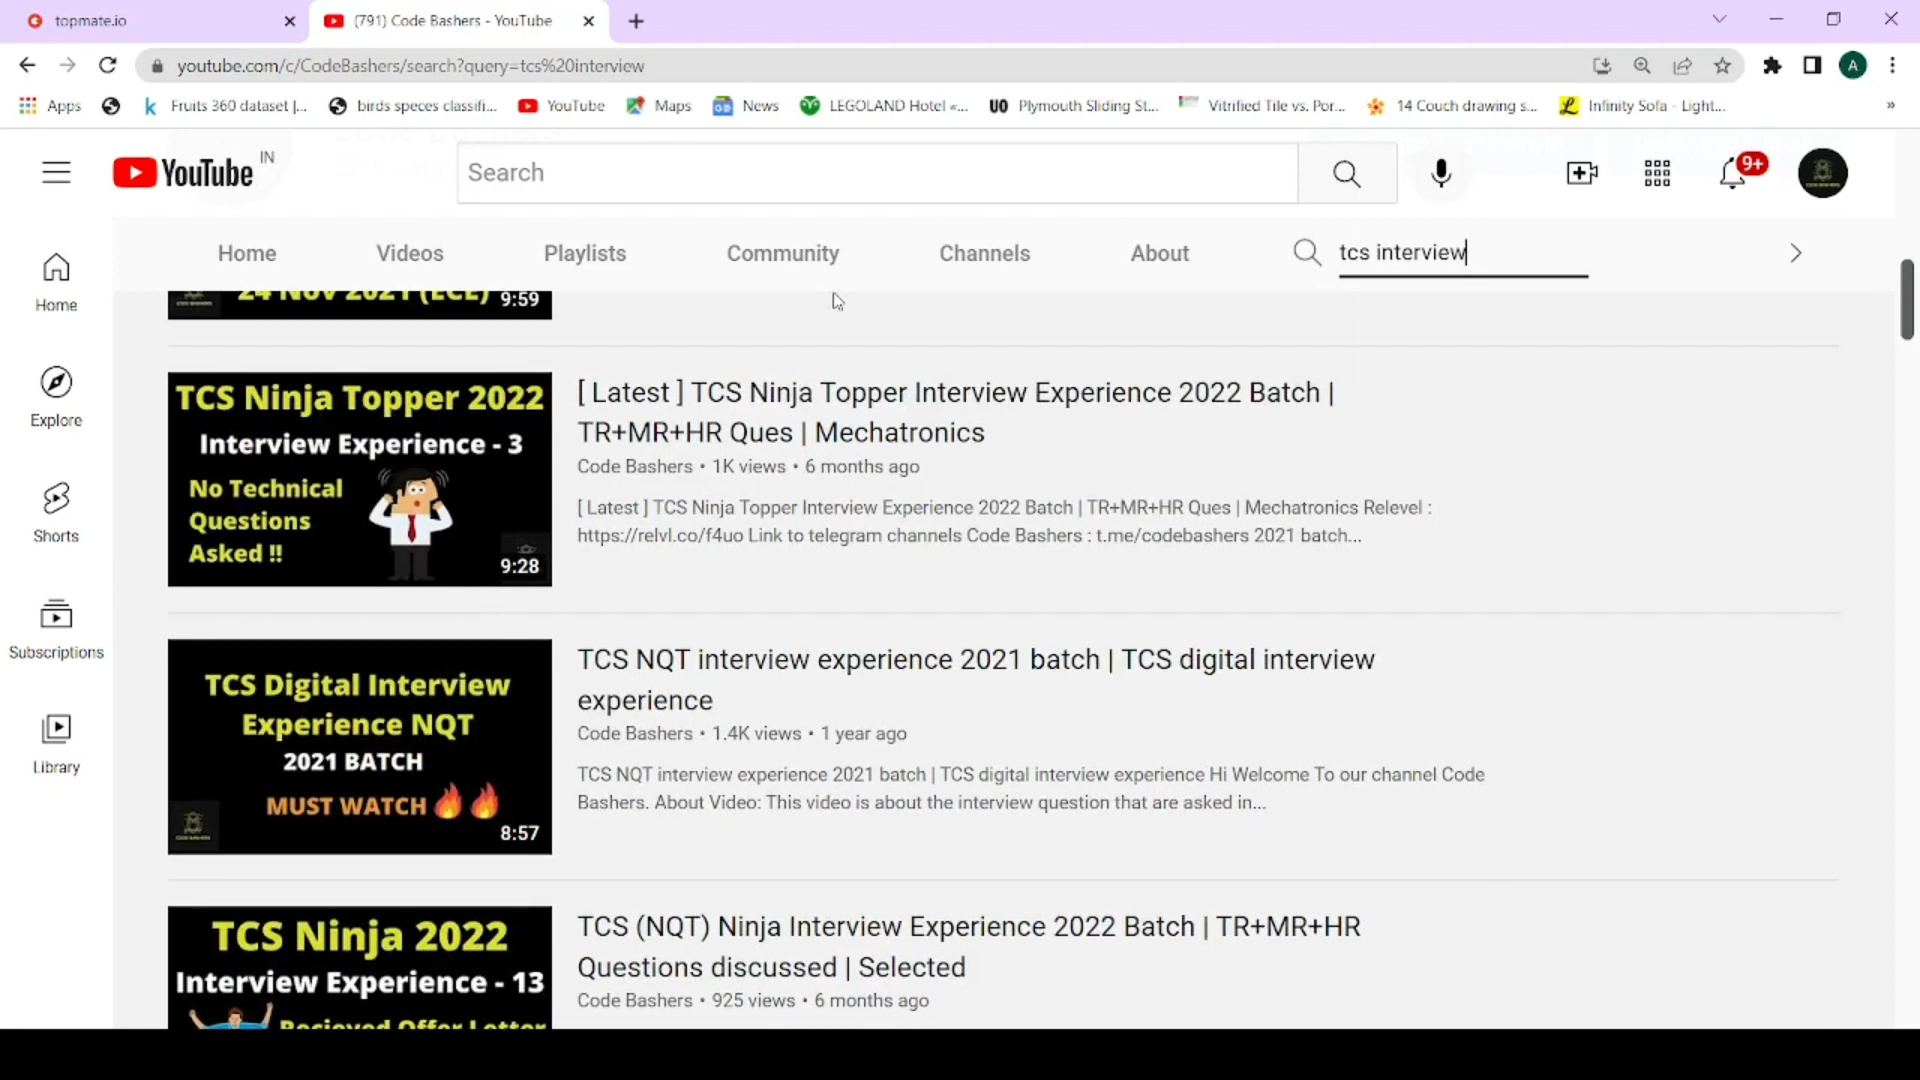 topmate.io
(791) Code Bashers - YouTube
youtube.com/c/CodeBashers/search?query=tcs%20interview
Apps
Fruits 360 dataset |...
birds speces classifi...
YouTube
Maps
News
LEGOLAND Hotel «...
UO Plymouth Sliding St...
Vitrified Tile vs. Por...
14 Couch drawing s...
Infinity Sofa - Light...
»
YouTube IN
Search
9+
Home
Videos
Playlists
Community
Channels
About
tcs interview
Home
Explore
Shorts
Subscriptions
Library
24 Nov 2021 (ECE) 9:59
TCS Ninja Topper 2022
Interview Experience - 3
No Technical
Questions
Asked !!
9:28
[ Latest ] TCS Ninja Topper Interview Experience 2022 Batch |
TR+MR+HR Ques | Mechatronics
Code Bashers • 1K views • 6 months ago
[ Latest ] TCS Ninja Topper Interview Experience 2022 Batch | TR+MR+HR Ques | Mechatronics Relevel :
https://relvl.co/f4uo Link to telegram channels Code Bashers : t.me/codebashers 2021 batch...
TCS Digital Interview
Experience NQT
2021 BATCH
MUST WATCH
8:57
TCS NQT interview experience 2021 batch | TCS digital interview
experience
Code Bashers • 1.4K views • 1 year ago
TCS NQT interview experience 2021 batch | TCS digital interview experience Hi Welcome To our channel Code
Bashers. About Video: This video is about the interview question that are asked in...
TCS Ninja 2022
Interview Experience - 13
Recieved Offer Letter
TCS (NQT) Ninja Interview Experience 2022 Batch | TR+MR+HR
Questions discussed | Selected
Code Bashers • 925 views • 6 months ago